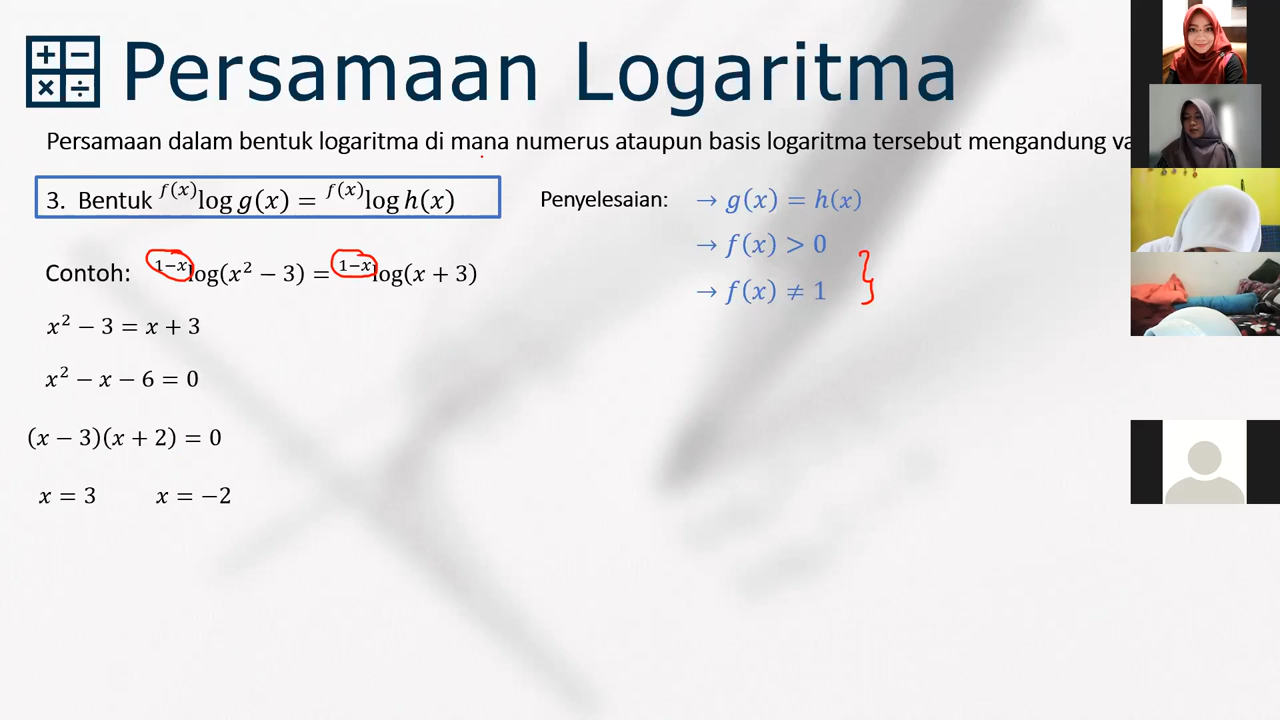 Persamaan Logaritma
Persamaan dalam bentuk logaritma di mana numerus ataupun basis logaritma tersebut mengandung va
3. Bentuk ᶠ⁽ˣ⁾log g(x) = ᶠ⁽ˣ⁾log h(x)
Penyelesaian: → g(x) = h(x)
→ f(x) > 0
→ f(x) ≠ 1
Contoh: ¹⁻ˣlog(x² − 3) = ¹⁻ˣlog(x + 3)
x² − 3 = x + 3
x² − x − 6 = 0
(x − 3)(x + 2) = 0
x = 3 x = −2